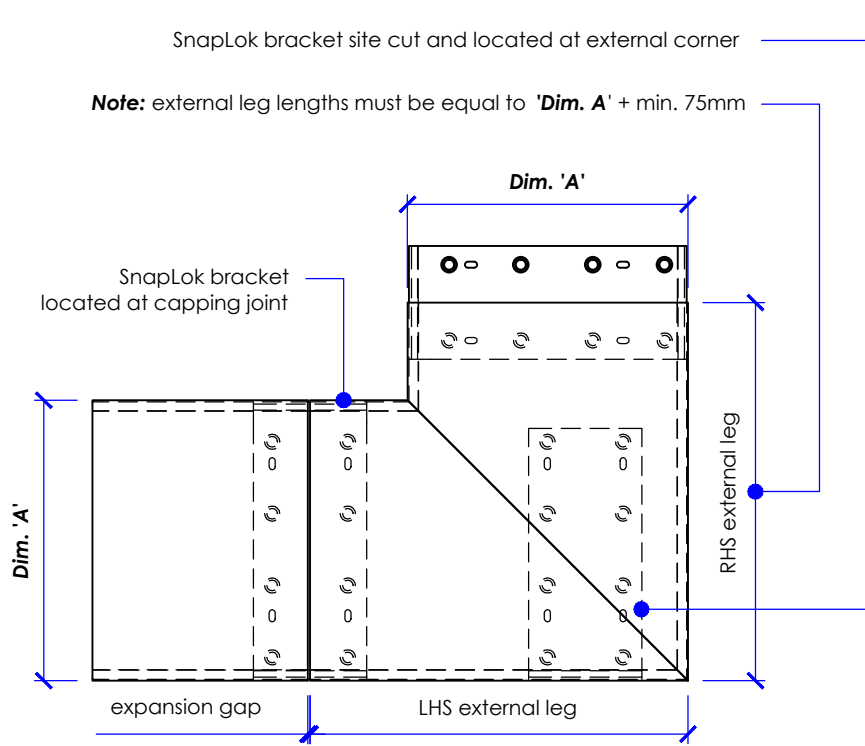 SnapLok bracket site cut and located at external corner
Note: external leg lengths must be equal to 'Dim. A' + min. 75mm
Dim. 'A'
SnapLok bracket
located at capping joint
Dim. 'A'
RHS external leg
expansion gap
LHS external leg